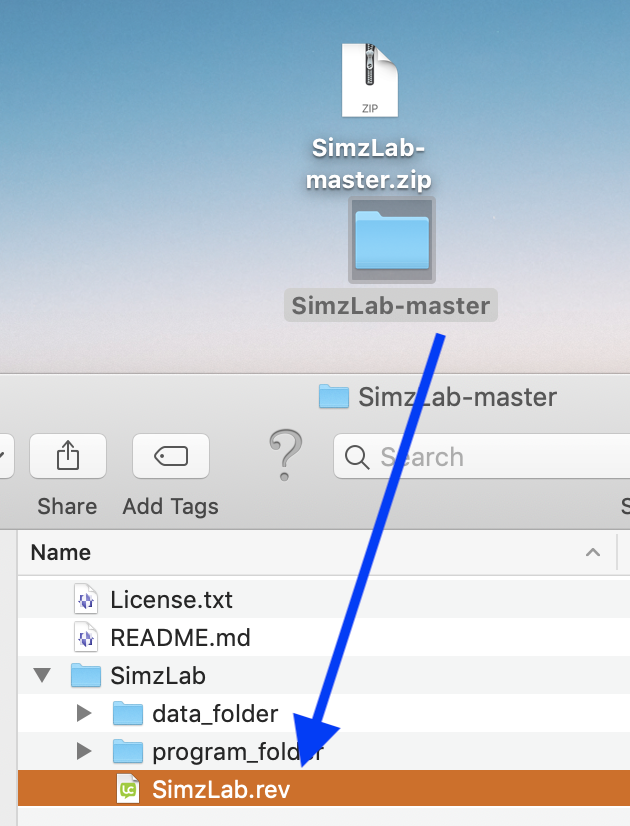 ZIP
SimzLab-
master.zip
SimzLab-master
SimzLab-master
Search
Share
Add Tags
S
Name
License.txt
README.md
SimzLab
data_folder
program_folder
LC
SimzLab.rev